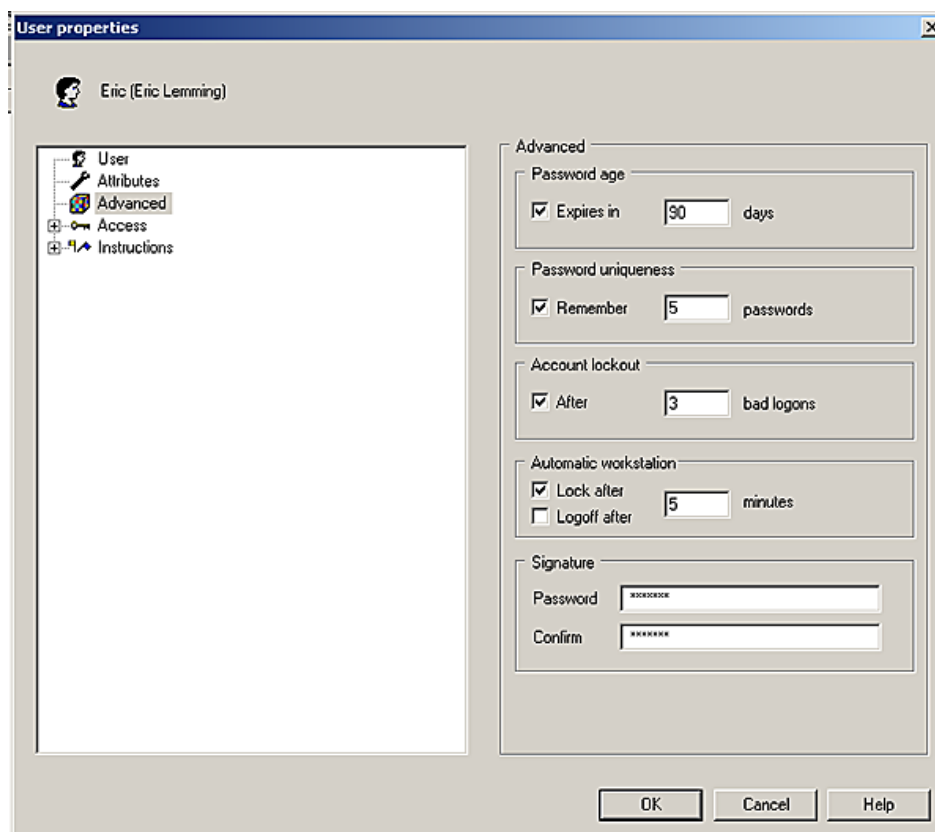 User properties
Eric (Eric Lemming)
User
Attributes
Advanced
Access
Instructions
Advanced
Password age
Expires in 90 days
Password uniqueness
Remember 5 passwords
Account lockout
After 3 bad logons
Automatic workstation
Lock after
Logoff after
5 minutes
Signature
Password *******
Confirm *******
OK Cancel Help